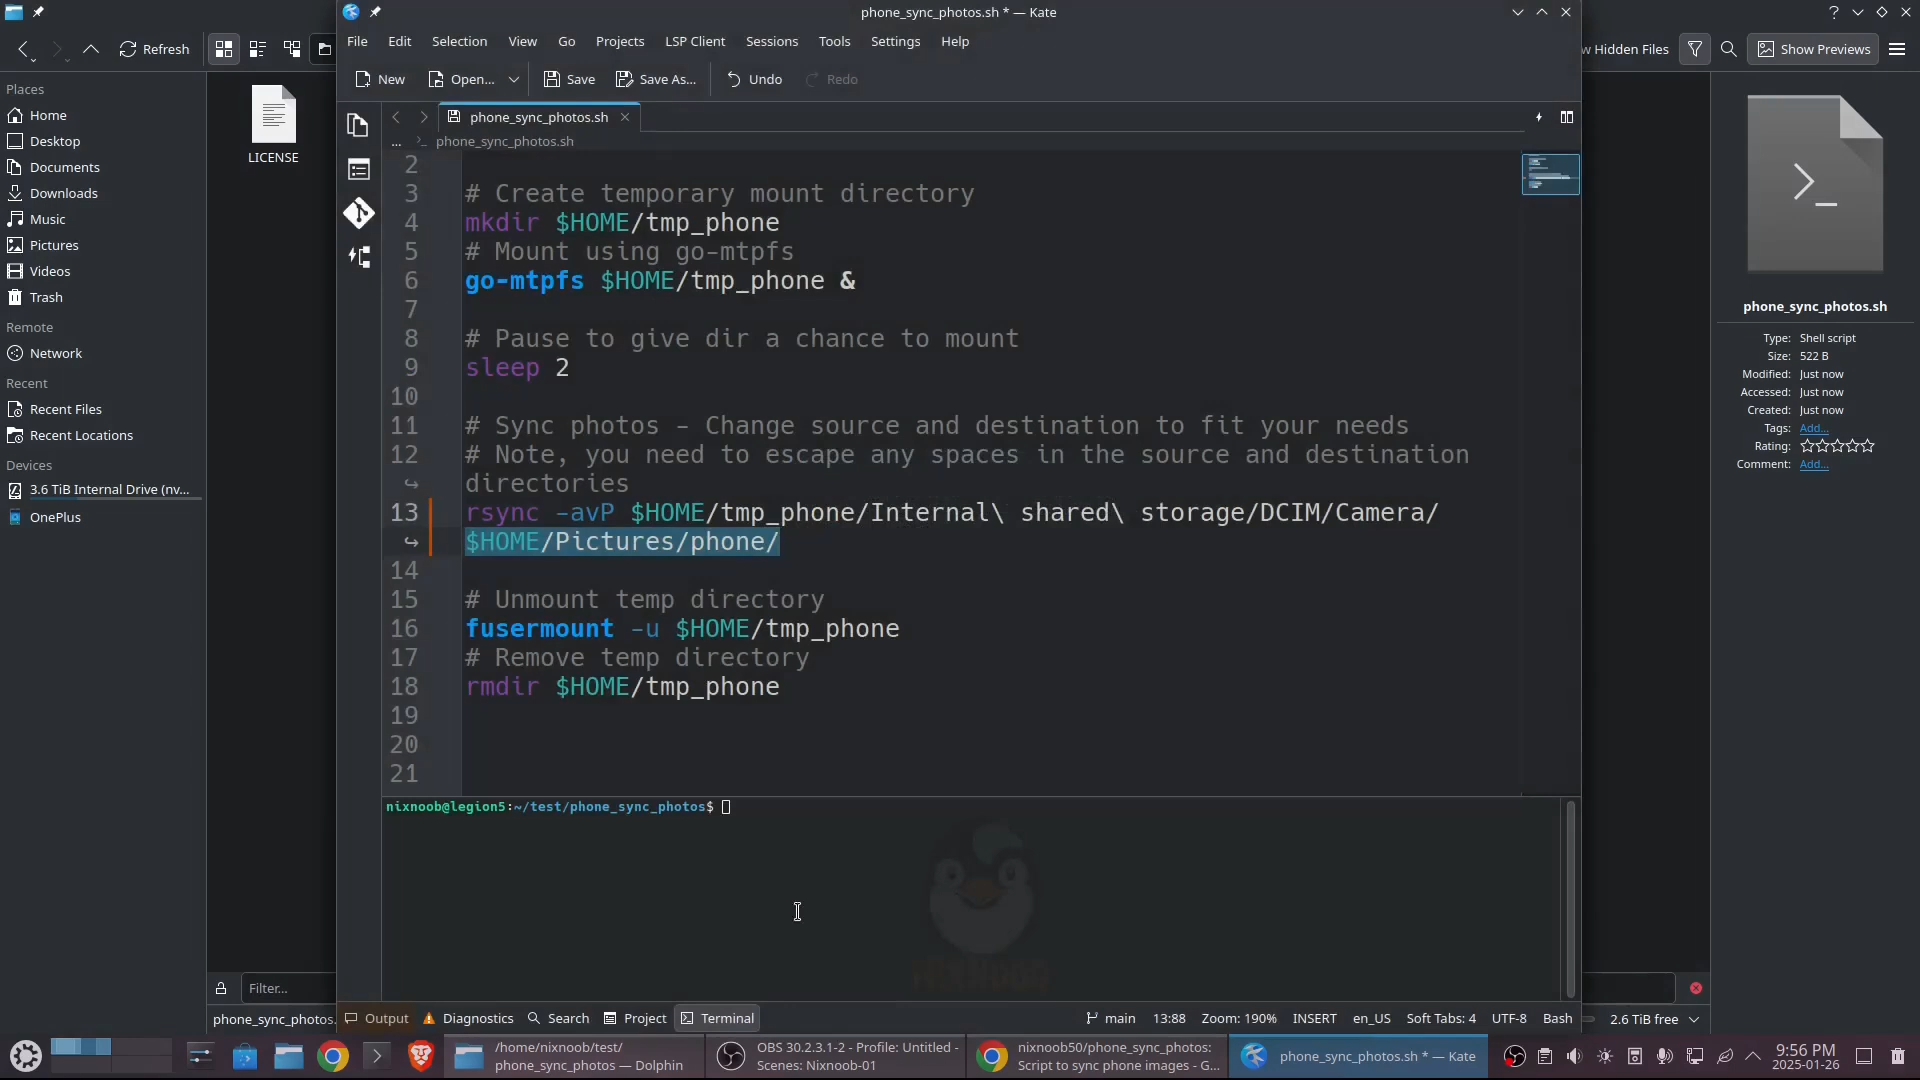 phone_sync_photos.sh * — Kate
Refresh
w Hidden Files
Show Previews
File Edit Selection View Go Projects LSP Client Sessions Tools Settings Help
New Open... Save Save As... Undo Redo
Places
Home
Desktop
Documents
Downloads
Music
Pictures
Videos
Trash
Remote
Network
Recent
Recent Files
Recent Locations
Devices
3.6 TiB Internal Drive (nv...
OnePlus
LICENSE
phone_sync_photos.sh
... phone_sync_photos.sh
2
3 # Create temporary mount directory
4 mkdir $HOME/tmp_phone
5 # Mount using go-mtpfs
6 go-mtpfs $HOME/tmp_phone &
7
8 # Pause to give dir a chance to mount
9 sleep 2
10
11 # Sync photos - Change source and destination to fit your needs
12 # Note, you need to escape any spaces in the source and destination
directories
13 rsync -avP $HOME/tmp_phone/Internal\ shared\ storage/DCIM/Camera/
$HOME/Pictures/phone/
14
15 # Unmount temp directory
16 fusermount -u $HOME/tmp_phone
17 # Remove temp directory
18 rmdir $HOME/tmp_phone
19
20
21
nixnoob@legion5:~/test/phone_sync_photos$
NIXNOOB
phone_sync_photos.sh
Type: Shell script
Size: 522 B
Modified: Just now
Accessed: Just now
Created: Just now
Tags: Add...
Rating:
Comment: Add...
Filter...
phone_sync_photos.
Output Diagnostics Search Project Terminal
main 13:88 Zoom: 190% INSERT en_US Soft Tabs: 4 UTF-8 Bash
2.6 TiB free
/home/nixnoob/test/
phone_sync_photos — Dolphin
OBS 30.2.3.1-2 - Profile: Untitled -
Scenes: Nixnoob-01
nixnoob50/phone_sync_photos:
Script to sync phone images - G...
phone_sync_photos.sh * — Kate
9:56 PM
2025-01-26